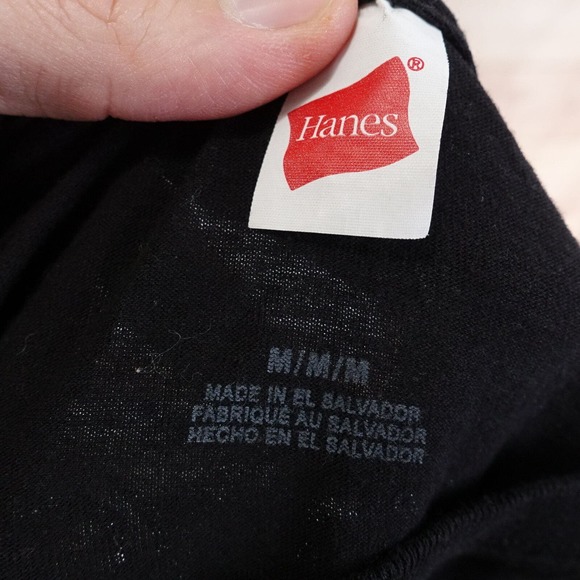 Hanes®
M/M/M
MADE IN EL SALVADOR
FABRIQUÉ AU SALVADOR
HECHO EN EL SALVADOR